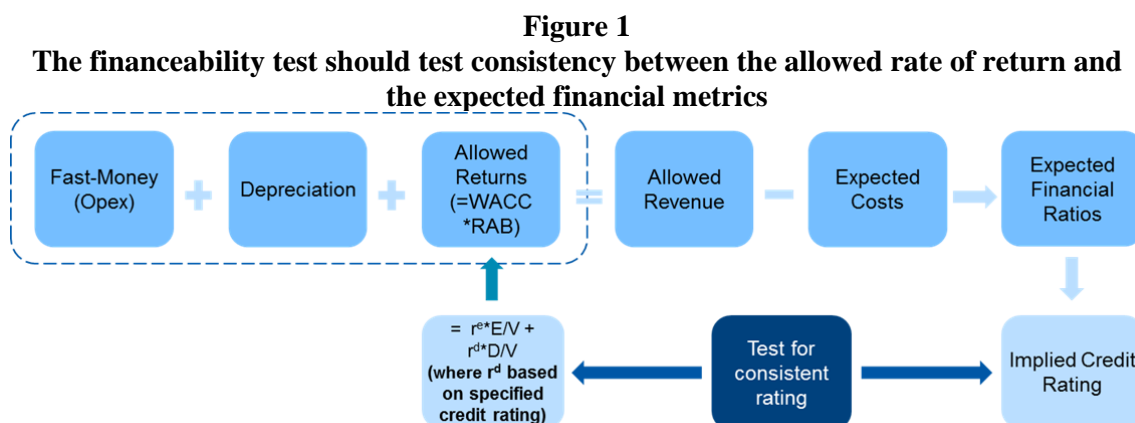 Figure 1
The financeability test should test consistency between the allowed rate of return and
the expected financial metrics
Fast-Money
(Opex)
+
Depreciation
+
Allowed
Returns
(=WACC
*RAB)
=
Allowed
Revenue
−
Expected
Costs
Expected
Financial
Ratios
= rᵉ*E/V +
rᵈ*D/V
(where rᵈ based
on specified
credit rating)
Test for
consistent
rating
Implied Credit
Rating